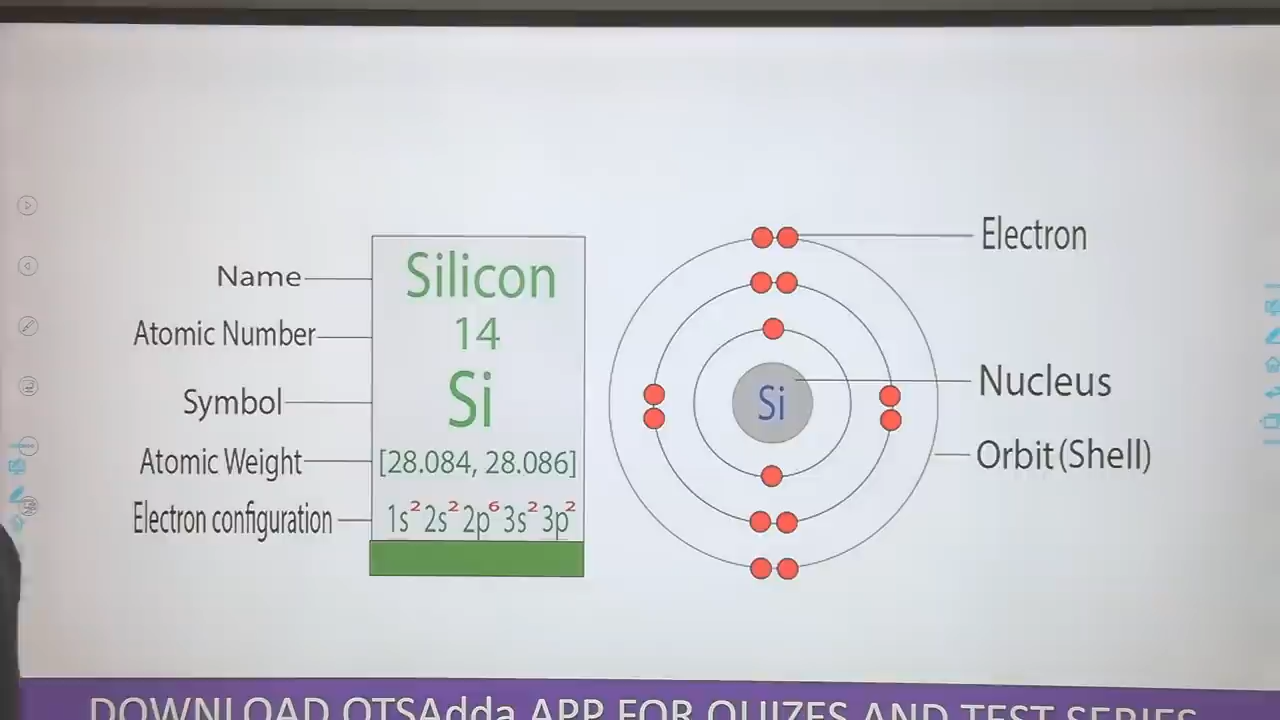 Name
Silicon
Atomic Number
14
Symbol
Si
Atomic Weight
[28.084, 28.086]
Electron configuration
1s² 2s² 2p⁶ 3s² 3p²
Si
Electron
Nucleus
Orbit (Shell)
DOWNLOAD OTSAdda APP FOR QUIZES AND TEST SERIES